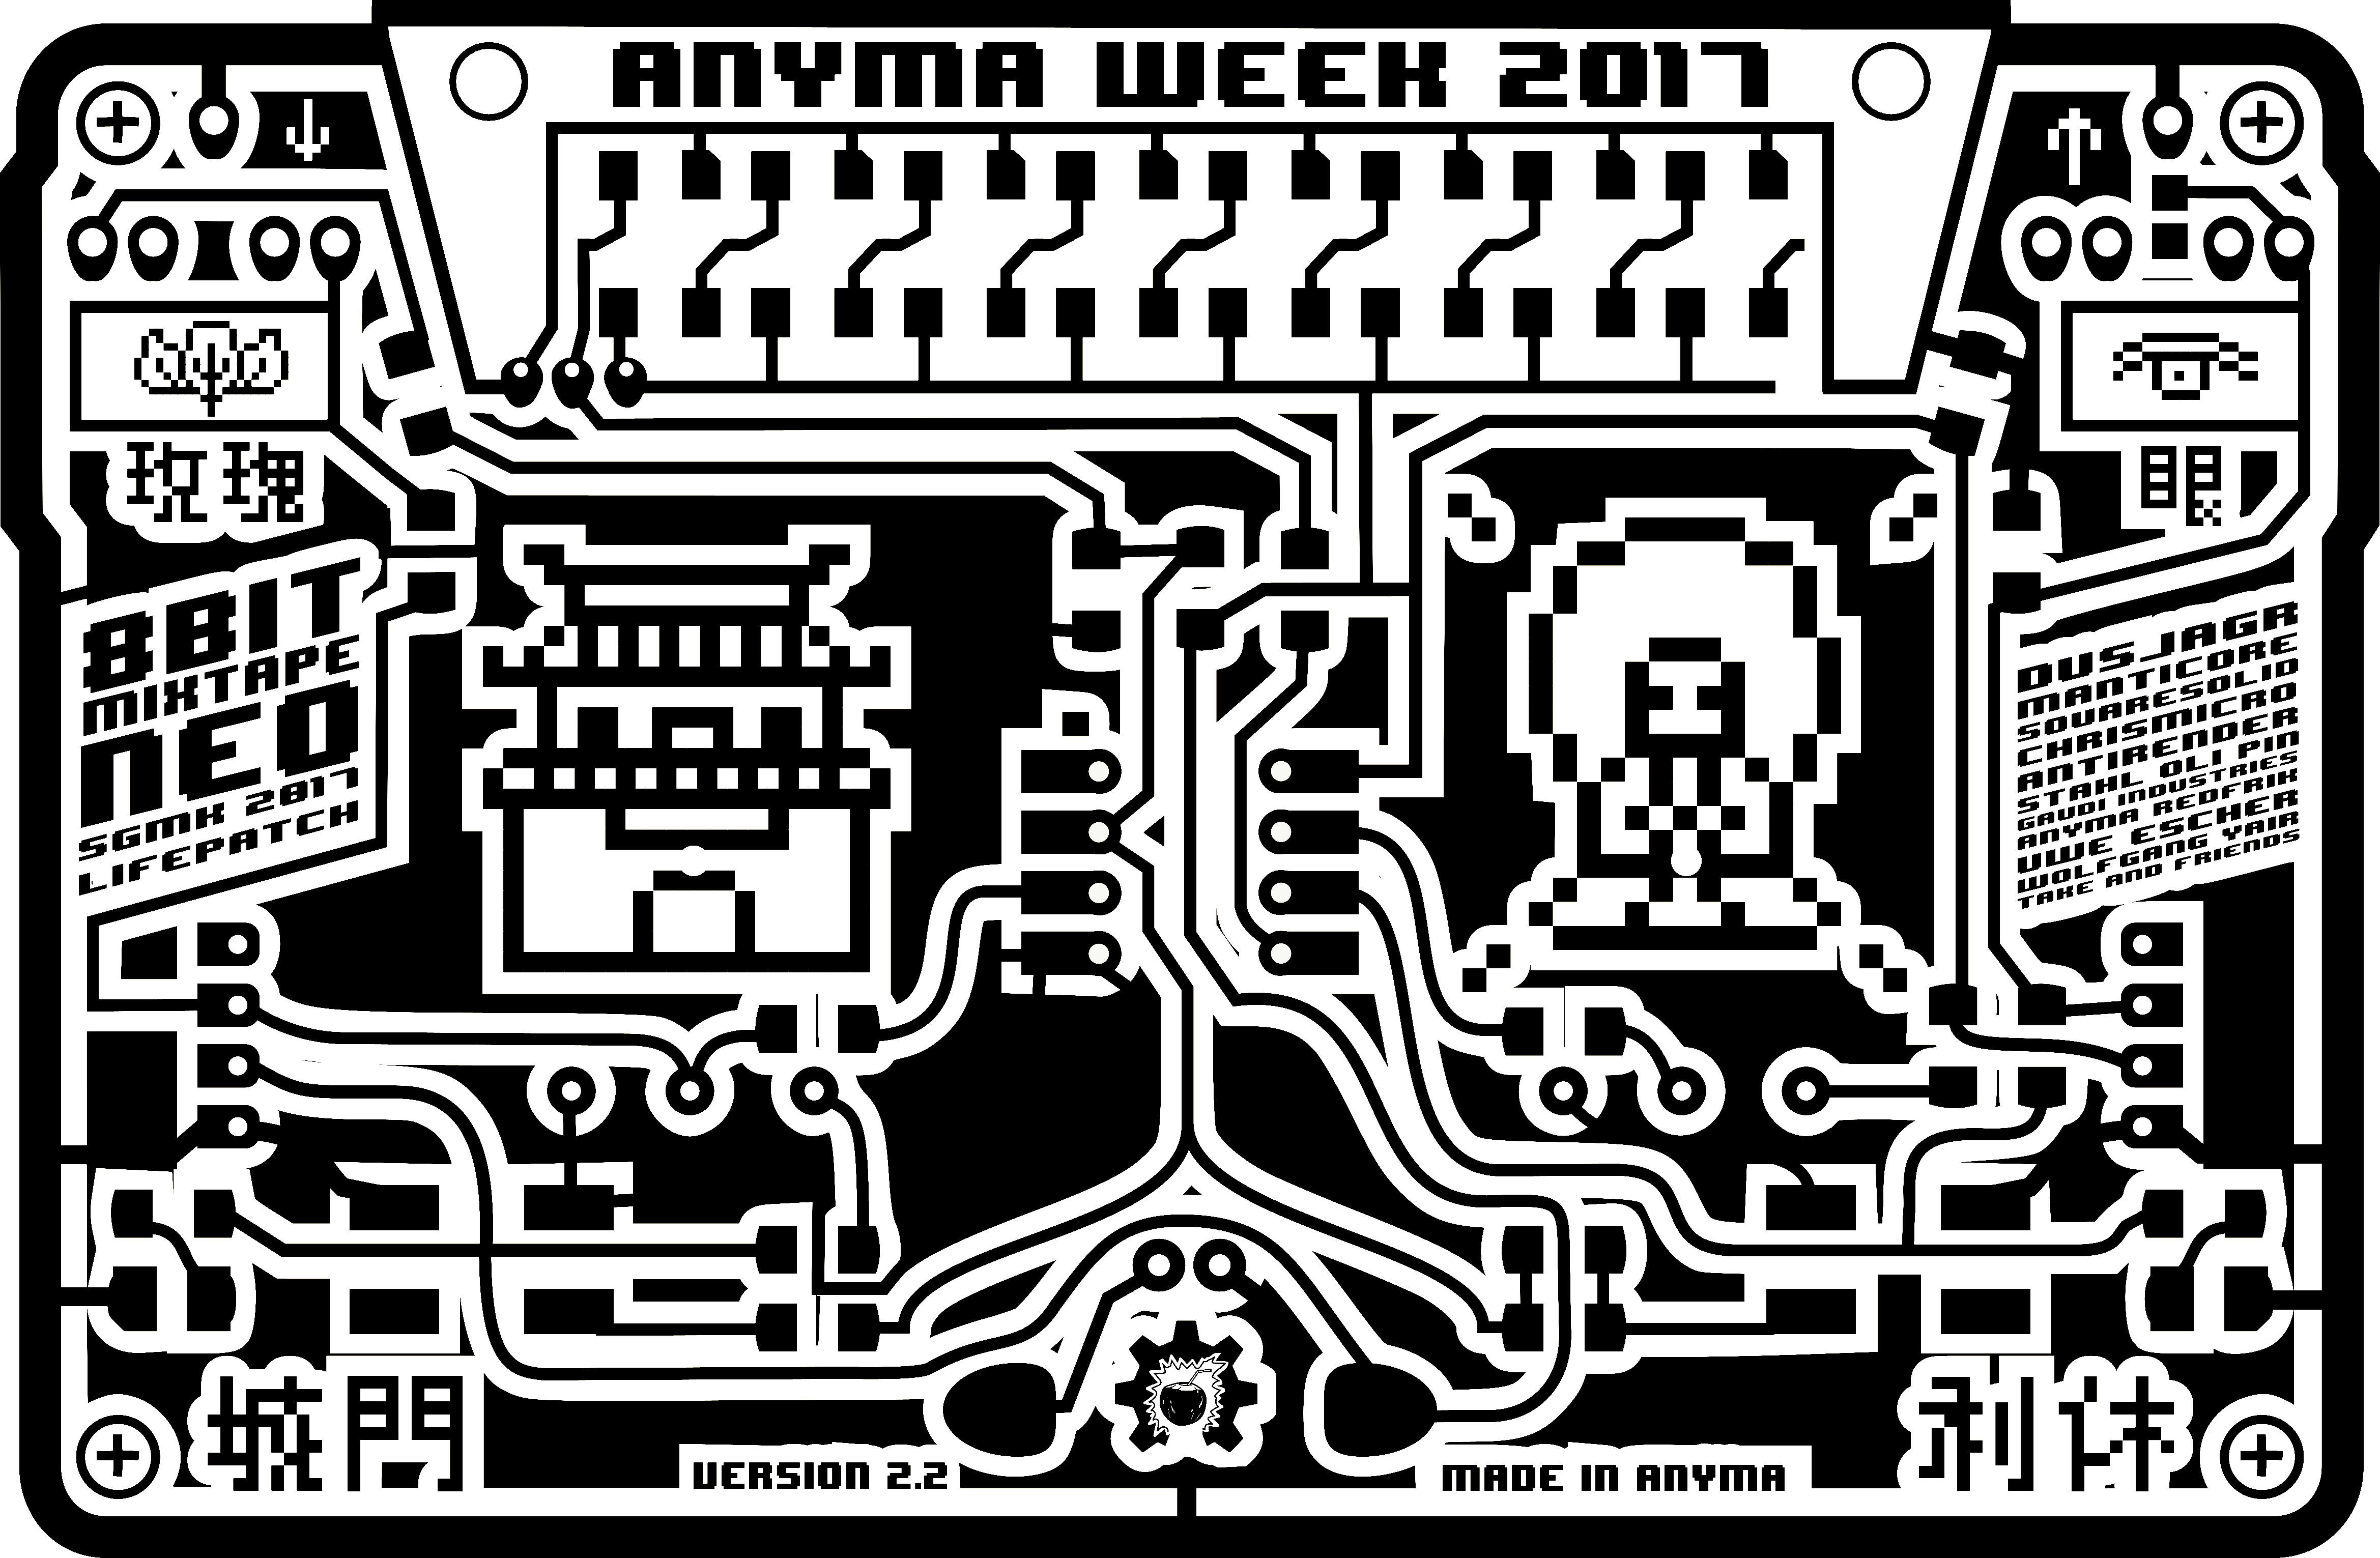 ANYMA WEEK 2017
玫瑰
眼
8BIT
MIXTAPE
NEO
SGMK 2017
LIFEPATCH
DUSJAGR
MANTICORE
SQUARESOLID
CHRISMICRO
ANTIRENDER
STAHL OLI PIN
GAUDI INDUSTRIES
ANYMA REDFRIK
UWE ESCHER
WOLFGANG YAIR
TAKE AND FRIENDS
城門
VERSION 2.2
MADE IN ANYMA